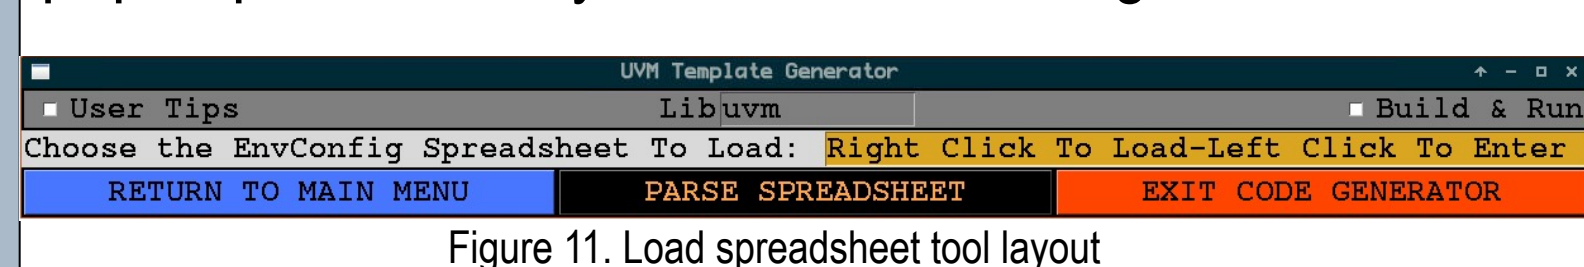 UVM Template Generator
User Tips Lib uvm Build & Run
Choose the EnvConfig Spreadsheet To Load: Right Click To Load-Left Click To Enter
RETURN TO MAIN MENU PARSE SPREADSHEET EXIT CODE GENERATOR
Figure 11. Load spreadsheet tool layout